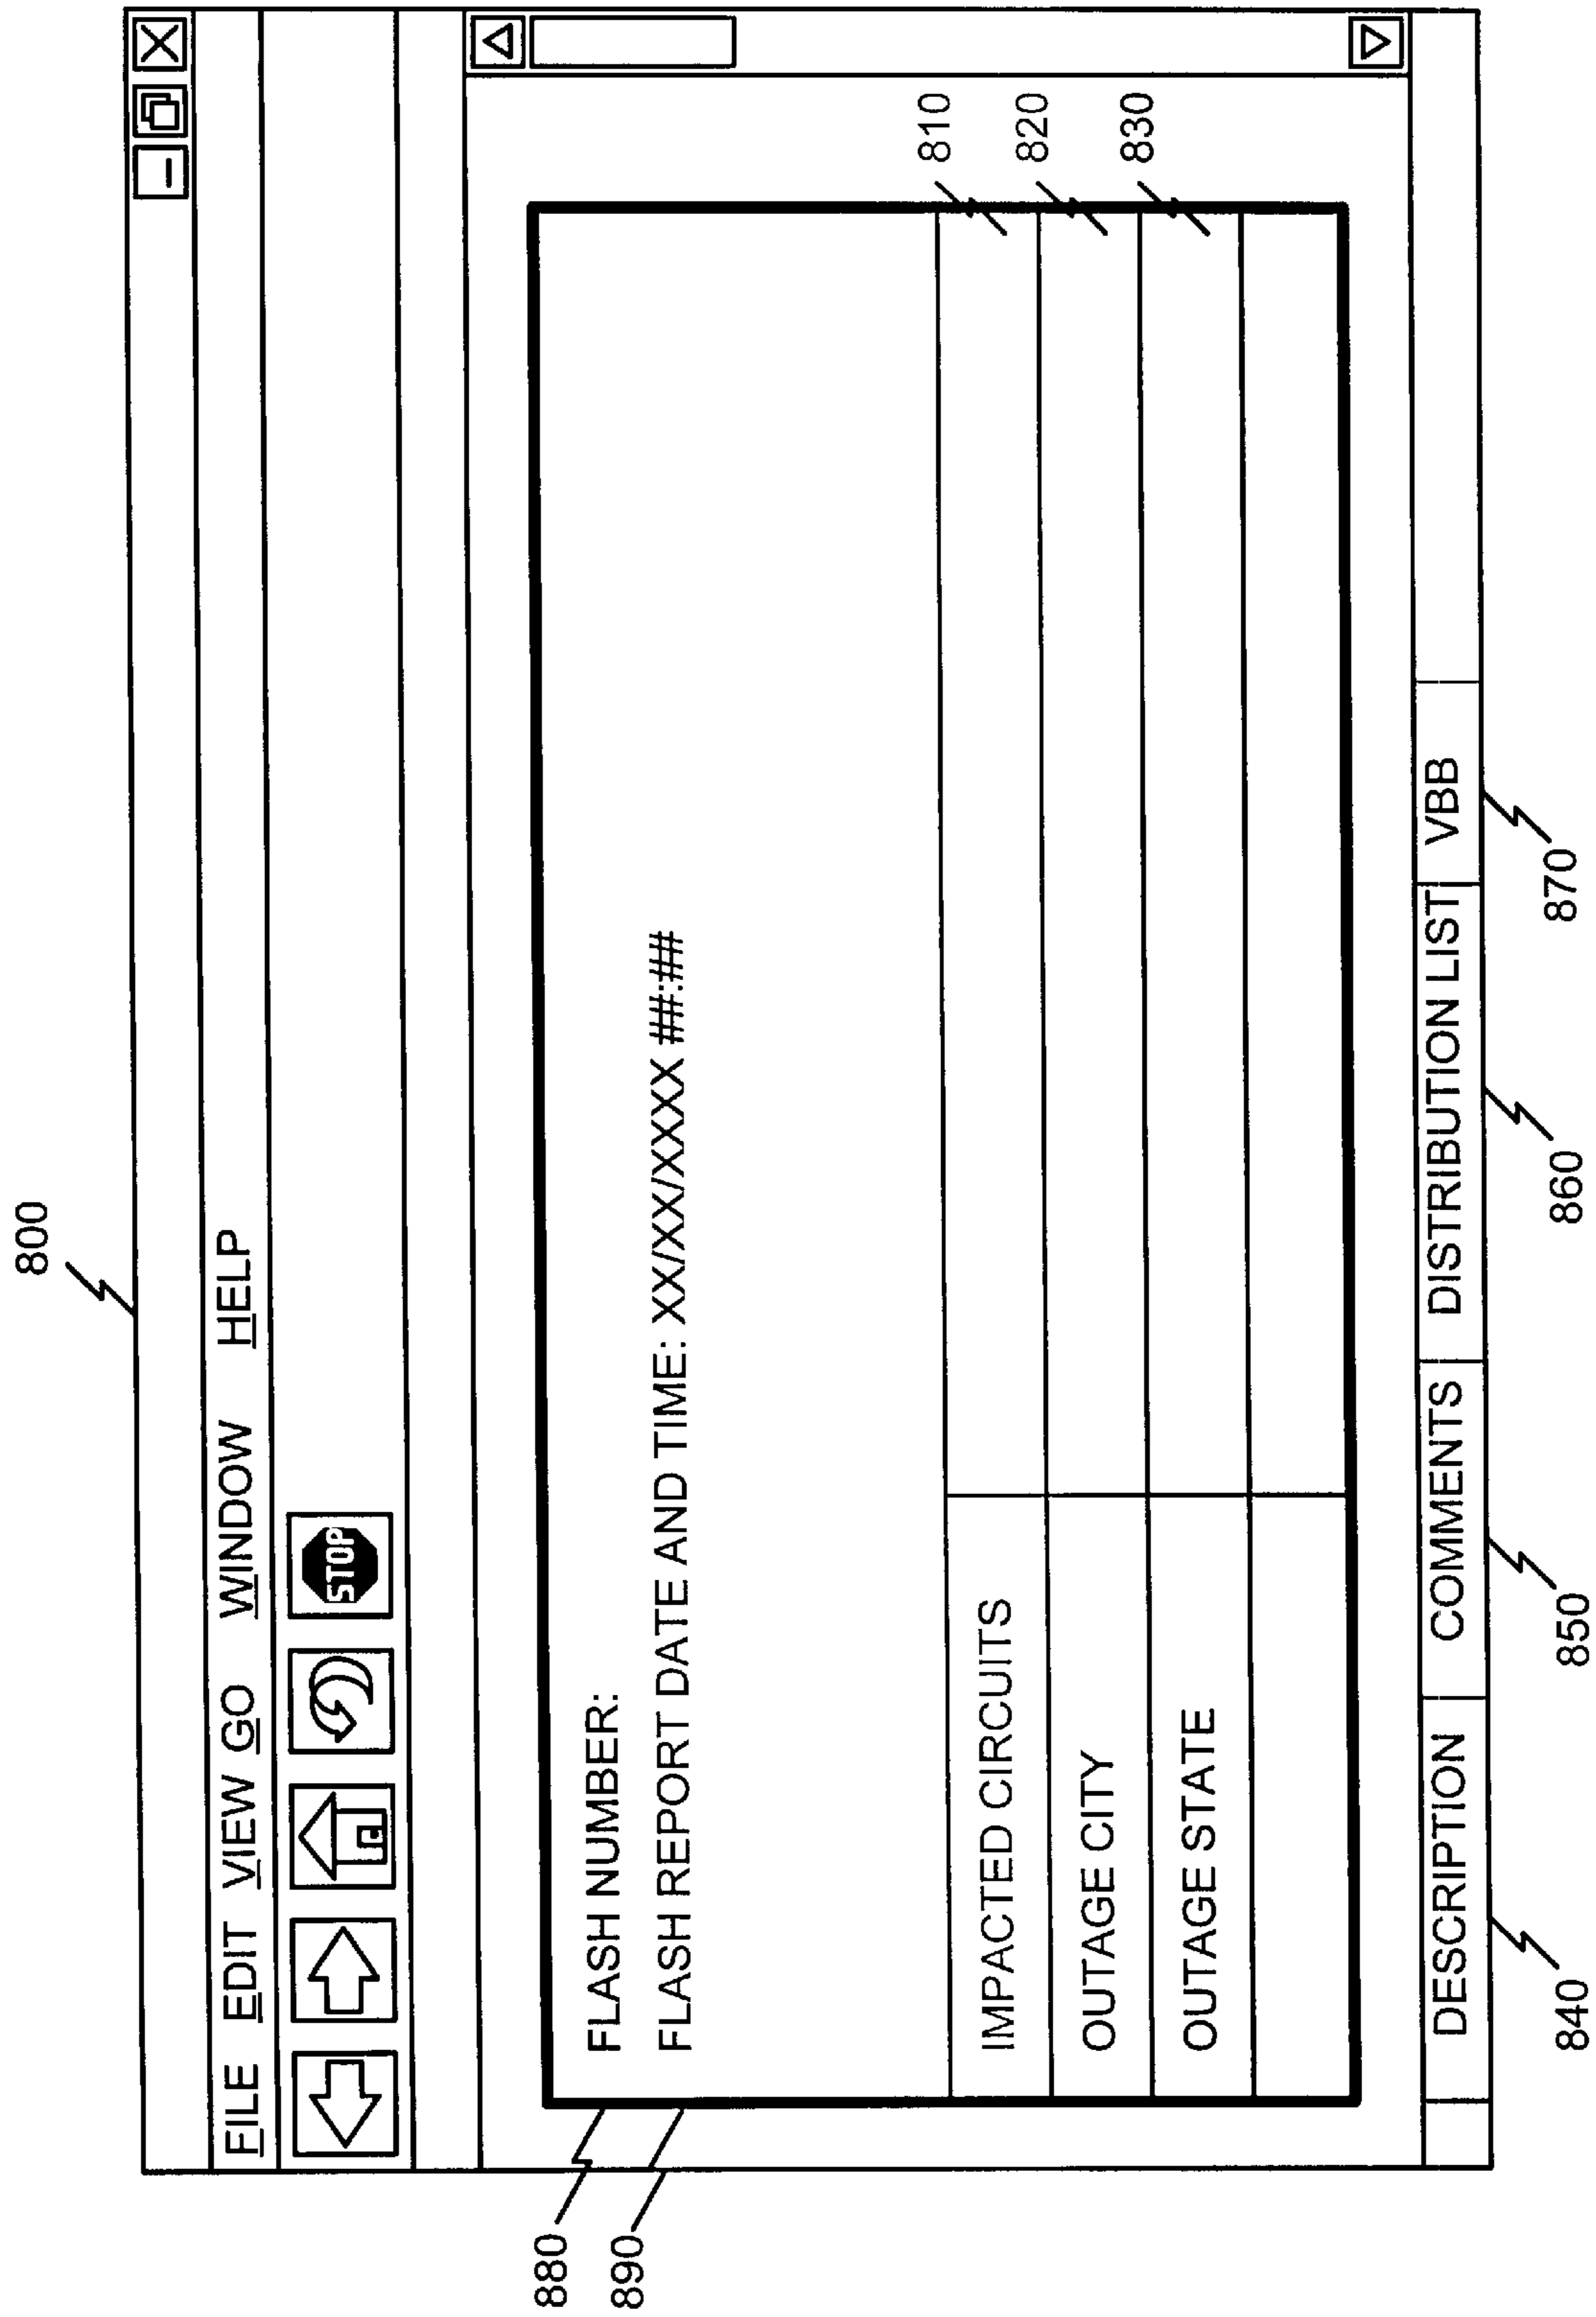 800
FILE EDIT VIEW GO WINDOW HELP
STOP
880
FLASH NUMBER:
890
FLASH REPORT DATE AND TIME: XX/XX/XXXX ##:##
IMPACTED CIRCUITS
810
OUTAGE CITY
820
OUTAGE STATE
830
DESCRIPTION COMMENTS DISTRIBUTION LIST VBB
840 850 860 870